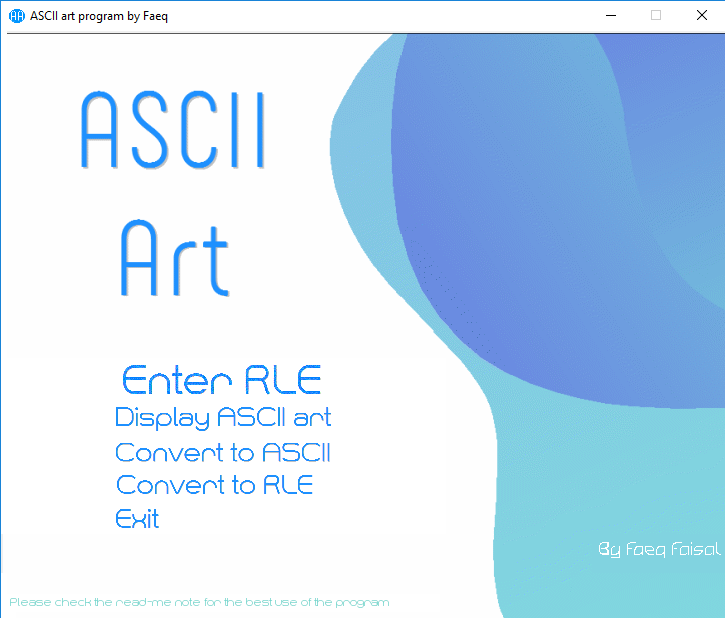 ASCII art program by Faeq
ASCII
Art
Enter RLE
Display ASCII art
Convert to ASCII
Convert to RLE
Exit
By Faeq Faisal
Please check the read-me note for the best use of the program